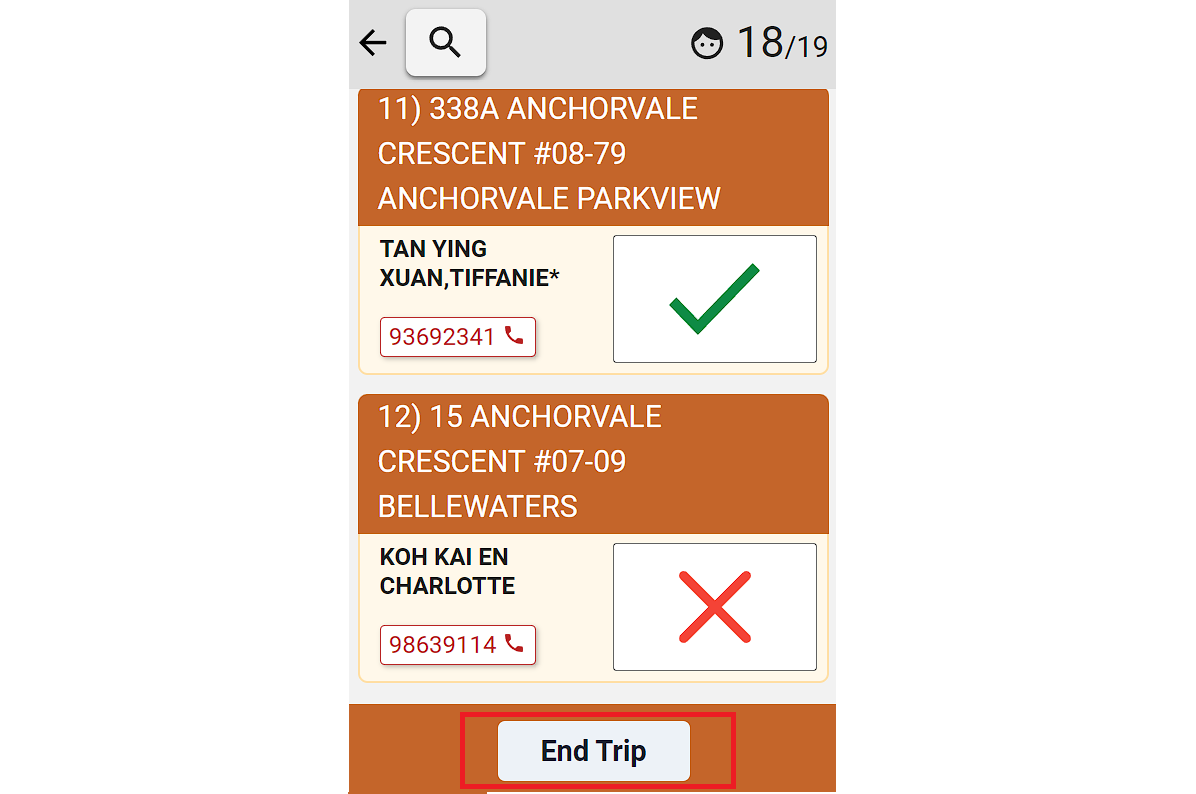 18/19
11) 338A ANCHORVALE
CRESCENT #08-79
ANCHORVALE PARKVIEW
TAN YING
XUAN,TIFFANIE*
93692341
12) 15 ANCHORVALE
CRESCENT #07-09
BELLEWATERS
KOH KAI EN
CHARLOTTE
98639114
End Trip